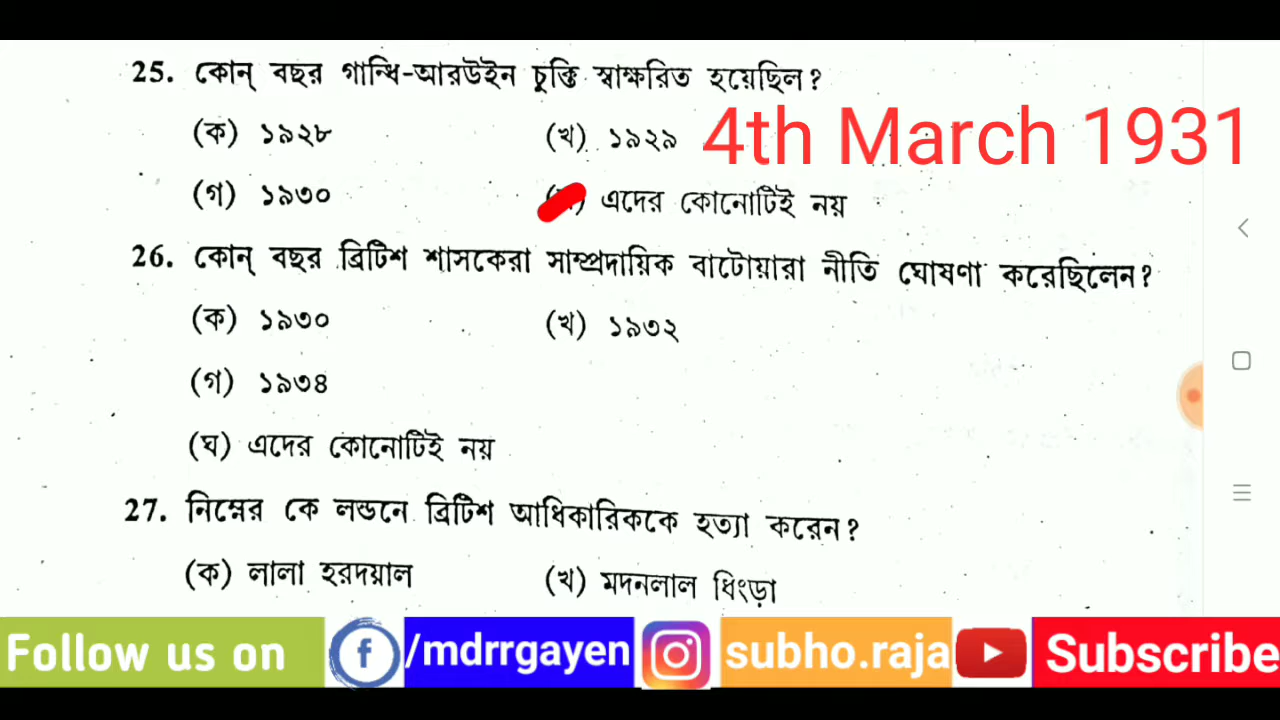 25. কোন্ বছর গান্ধি-আরউইন চুক্তি স্বাক্ষরিত হয়েছিল?
(ক) ১৯২৮ (খ) ১৯২৯ 4th March 1931
(গ) ১৯৩০ এদের কোনোটিই নয়
26. কোন্ বছর ব্রিটিশ শাসকেরা সাম্প্রদায়িক বাটোয়ারা নীতি ঘোষণা করেছিলেন?
(ক) ১৯৩০ (খ) ১৯৩২
(গ) ১৯৩৪
(ঘ) এদের কোনোটিই নয়
27. নিম্নের কে লন্ডনে ব্রিটিশ আধিকারিককে হত্যা করেন?
(ক) লালা হরদয়াল (খ) মদনলাল ধিংড়া
Follow us on f /mdrrgayen subho.raja Subscribe